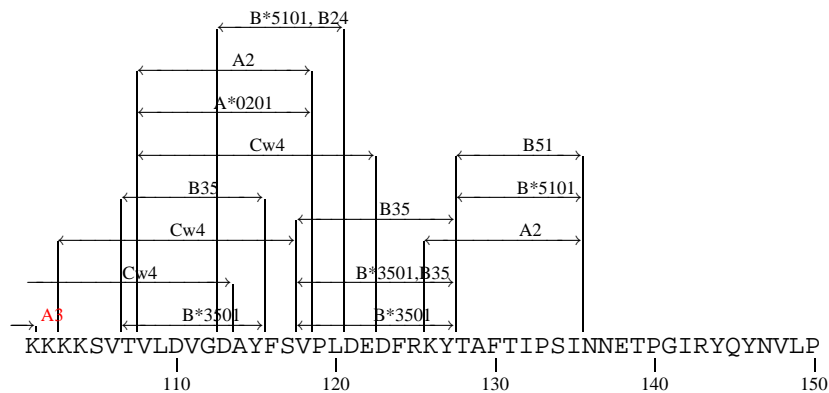 B*5101, B24
A2
A*0201
Cw4 B51
B35 B*5101
B35
Cw4 A2
Cw4 B*3501,B35
A3 B*3501 B*3501
KKKKSVTVLDVGDAYFSVPLDEDFRKYTAFTIPSINNETPGIRYQYNVLP
110 120 130 140 150